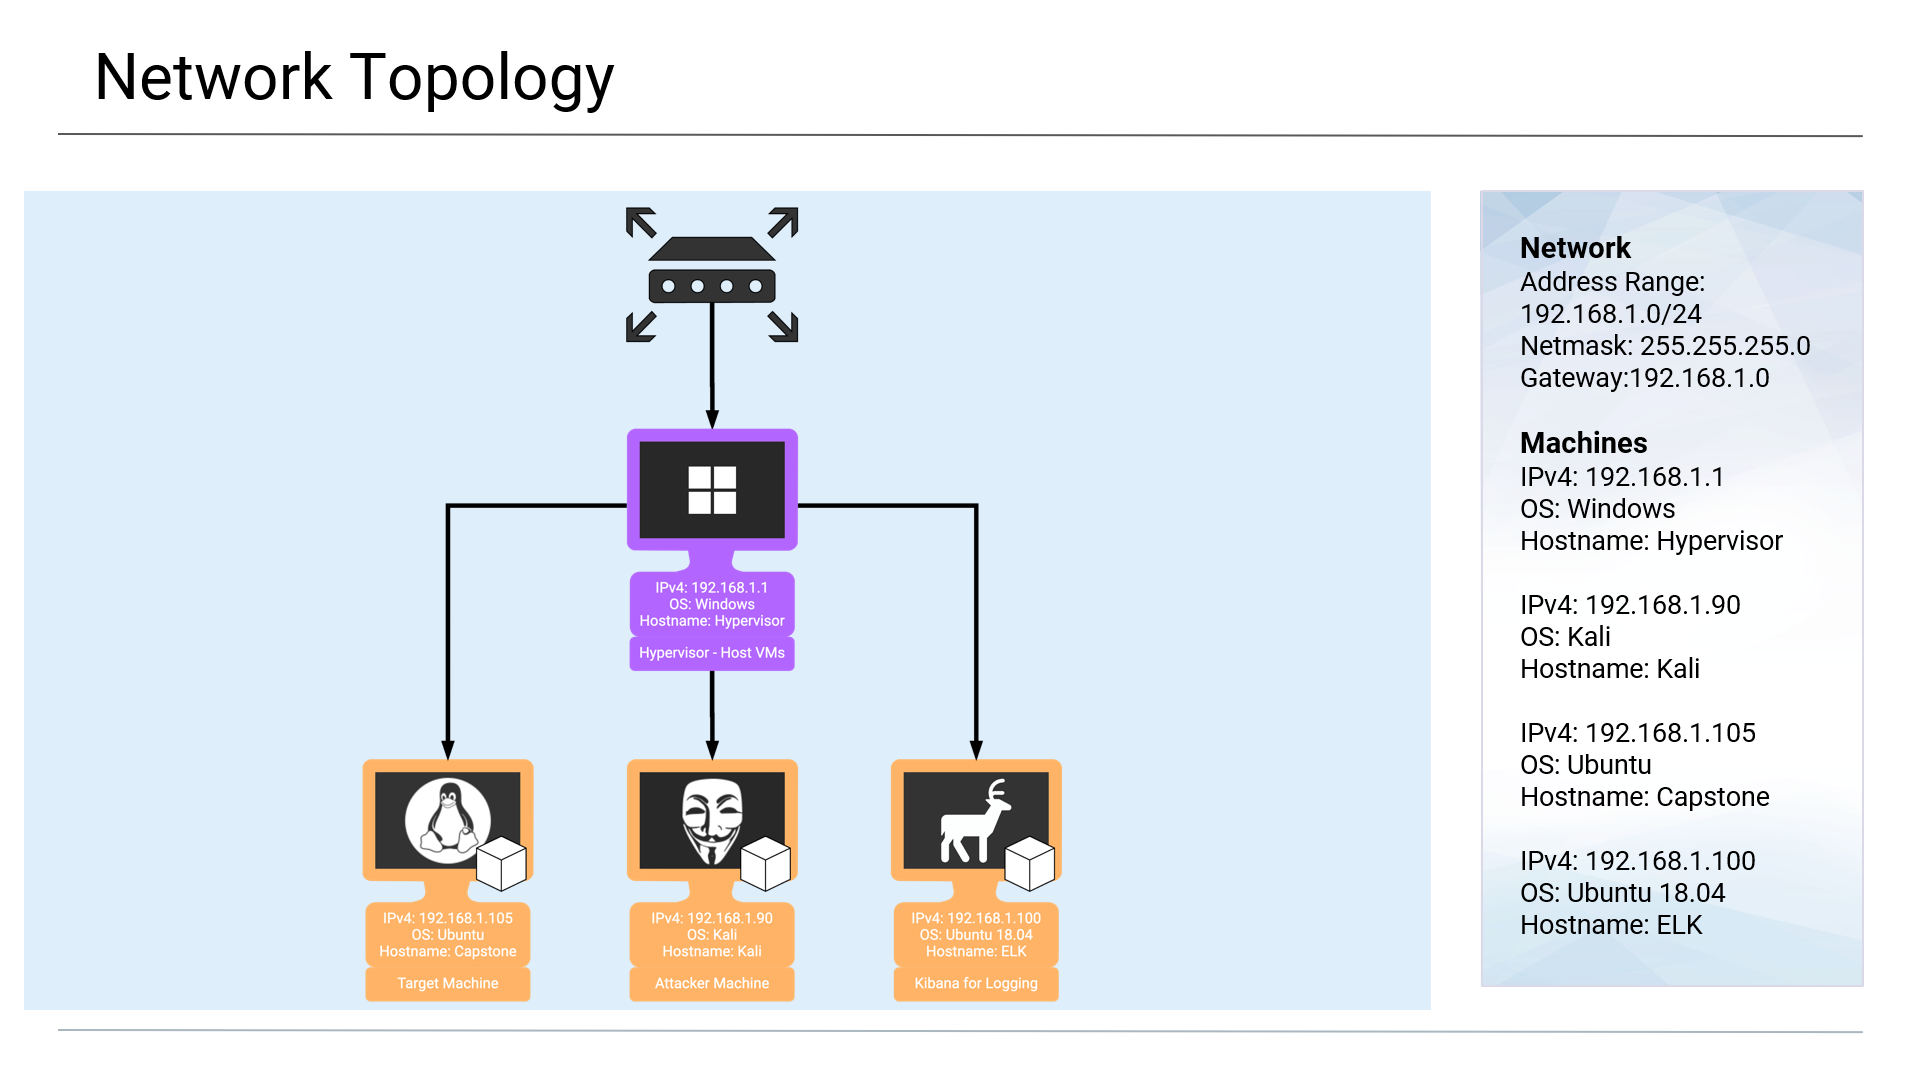 Network Topology
IPv4: 192.168.1.1
OS: Windows
Hostname: Hypervisor
Hypervisor - Host VMs
IPv4: 192.168.1.105
OS: Ubuntu
Hostname: Capstone
Target Machine
IPv4: 192.168.1.90
OS: Kali
Hostname: Kali
Attacker Machine
IPv4: 192.168.1.100
OS: Ubuntu 18.04
Hostname: ELK
Kibana for Logging
Network
Address Range:
192.168.1.0/24
Netmask: 255.255.255.0
Gateway:192.168.1.0
Machines
IPv4: 192.168.1.1
OS: Windows
Hostname: Hypervisor
IPv4: 192.168.1.90
OS: Kali
Hostname: Kali
IPv4: 192.168.1.105
OS: Ubuntu
Hostname: Capstone
IPv4: 192.168.1.100
OS: Ubuntu 18.04
Hostname: ELK